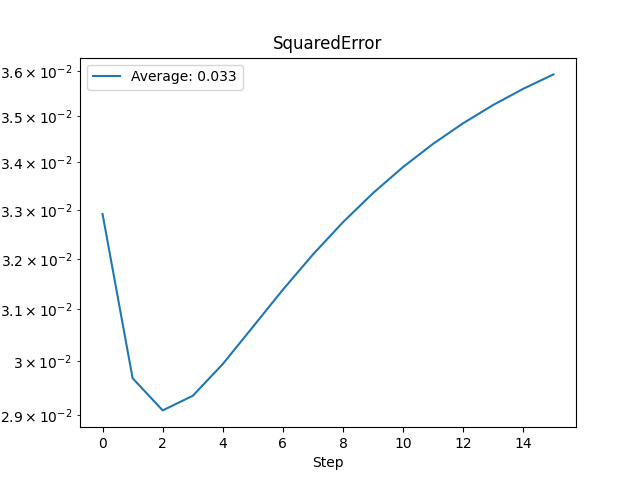 SquaredError
Average: 0.033
3.6 × 10⁻²
3.5 × 10⁻²
3.4 × 10⁻²
3.3 × 10⁻²
3.2 × 10⁻²
3.1 × 10⁻²
3 × 10⁻²
2.9 × 10⁻²
0 2 4 6 8 10 12 14
Step